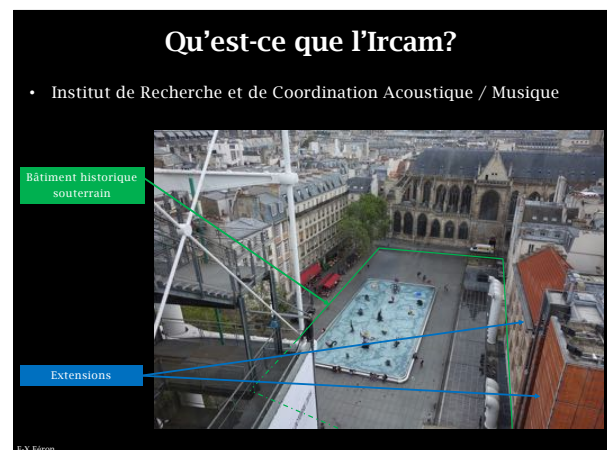 Qu'est-ce que l'Ircam?
• Institut de Recherche et de Coordination Acoustique / Musique
Bâtiment historique
souterrain
Extensions
F-X Féron